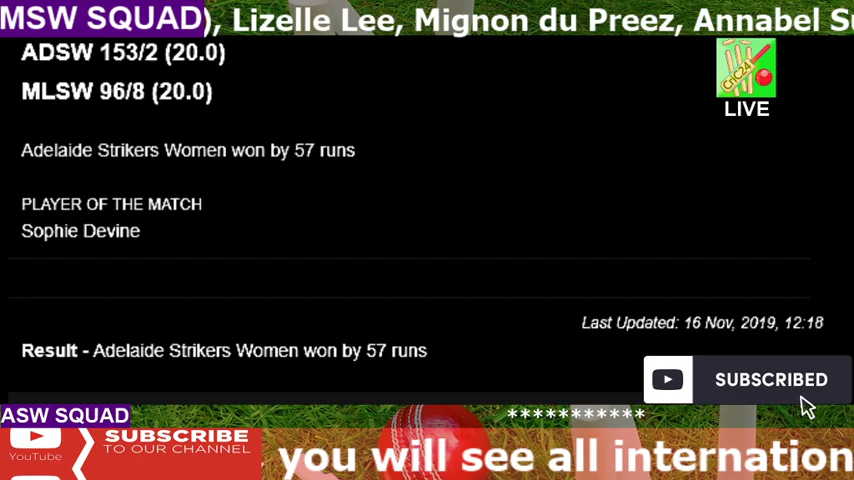 MSW SQUAD ), Lizelle Lee, Mignon du Preez, Annabel Su
ADSW 153/2 (20.0)
MLSW 96/8 (20.0)
CriC24
LIVE
Adelaide Strikers Women won by 57 runs
PLAYER OF THE MATCH
Sophie Devine
Last Updated: 16 Nov, 2019, 12:18
Result - Adelaide Strikers Women won by 57 runs
SUBSCRIBED
ASW SQUAD ***********
SUBSCRIBE
TO OUR CHANNEL
YouTube
you will see all internation